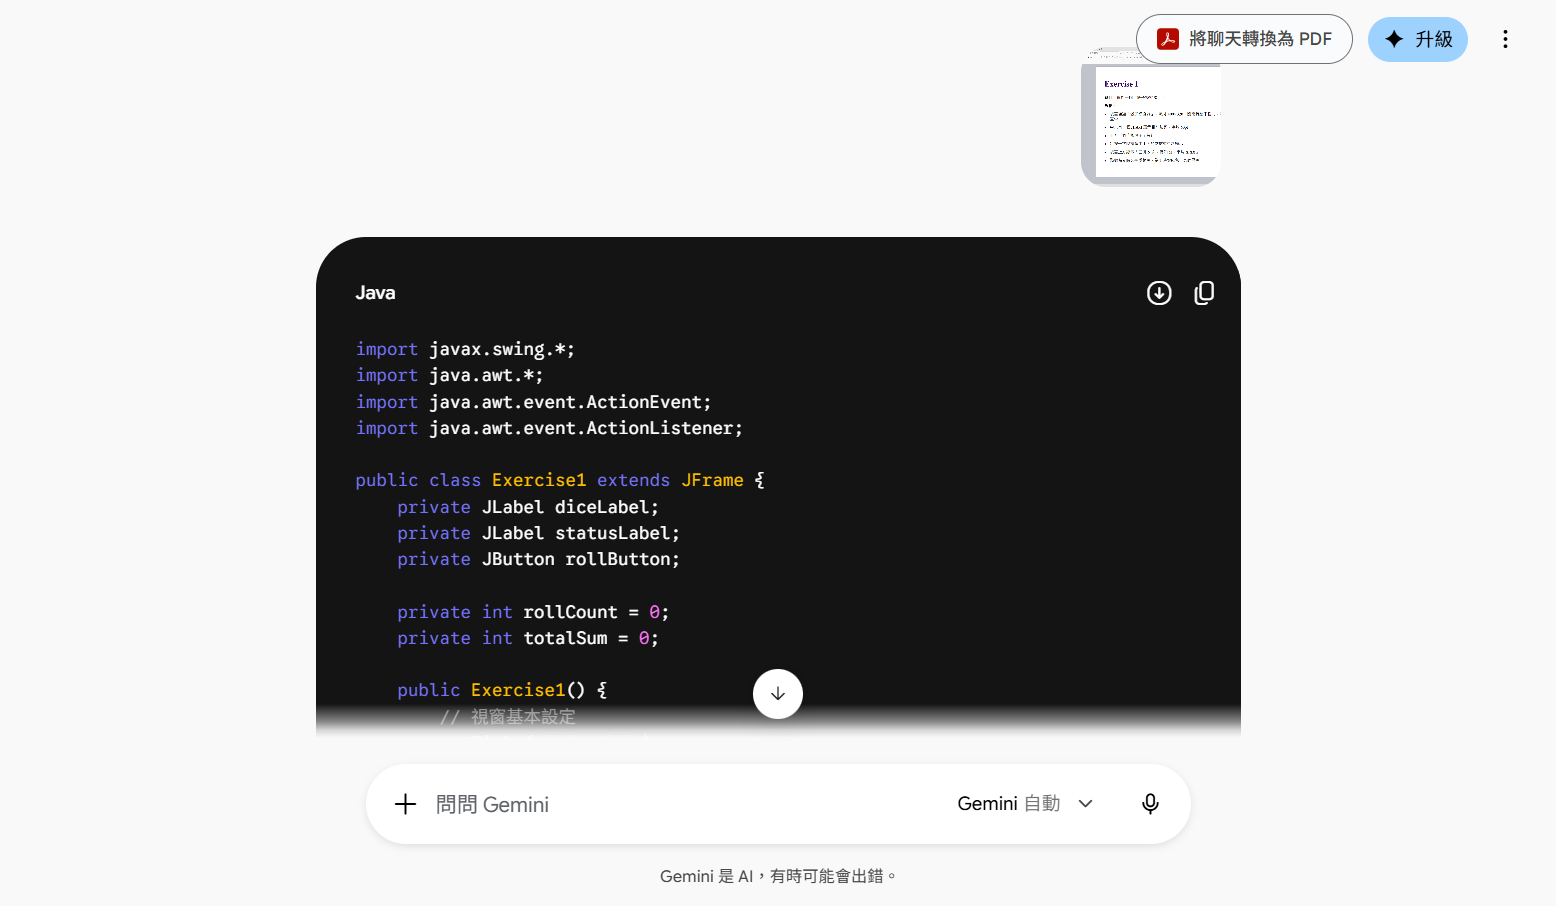 將聊天轉換為 PDF
升級
Exercise 1
Java
import javax.swing.*;
import java.awt.*;
import java.awt.event.ActionEvent;
import java.awt.event.ActionListener;
public class Exercise1 extends JFrame {
private JLabel diceLabel;
private JLabel statusLabel;
private JButton rollButton;
private int rollCount = 0;
private int totalSum = 0;
public Exercise1() {
// 視窗基本設定
問問 Gemini
Gemini 自動
Gemini 是 AI，有時可能會出錯。